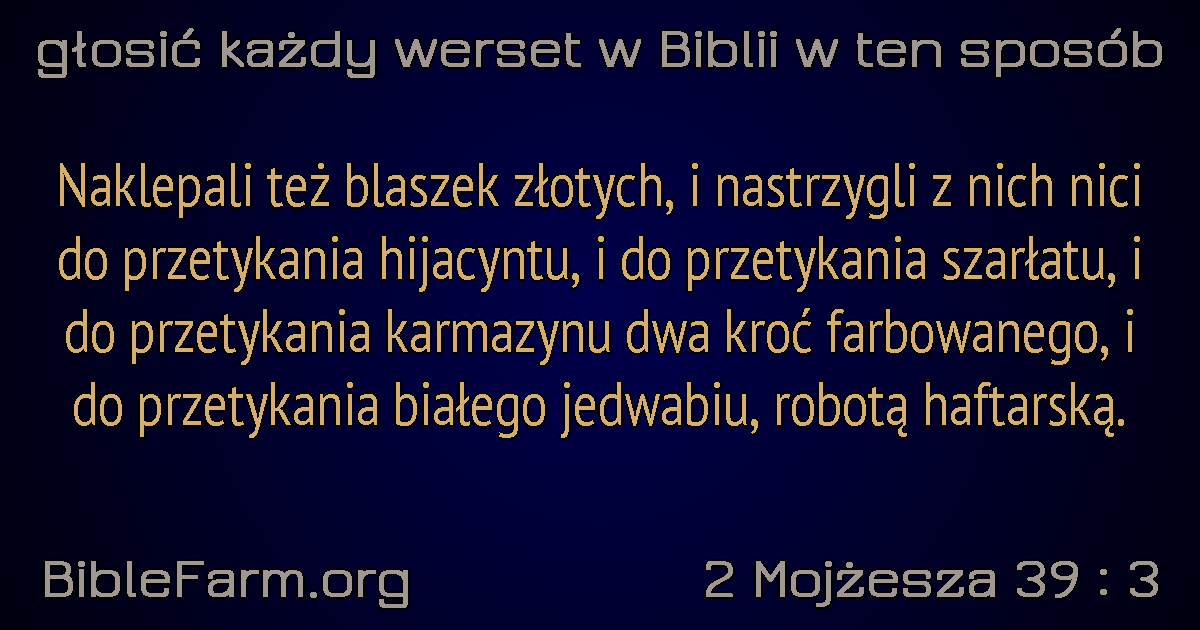 głosić każdy werset w Biblii w ten sposób
Naklepali też blaszek złotych, i nastrzygli z nich nici
do przetykania hijacyntu, i do przetykania szarłatu, i
do przetykania karmazynu dwa kroć farbowanego, i
do przetykania białego jedwabiu, robotą haftarską.
BibleFarm.org
2 Mojżesza 39 : 3